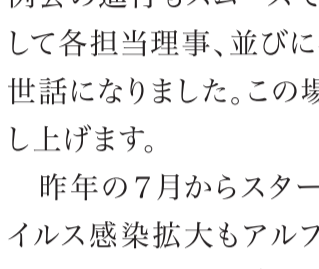 例会の進行もスムーズで
して各担当理事、並びに
世話になりました。この場
し上げます。
昨年の7月からスター
イルス感染拡大もアルフ